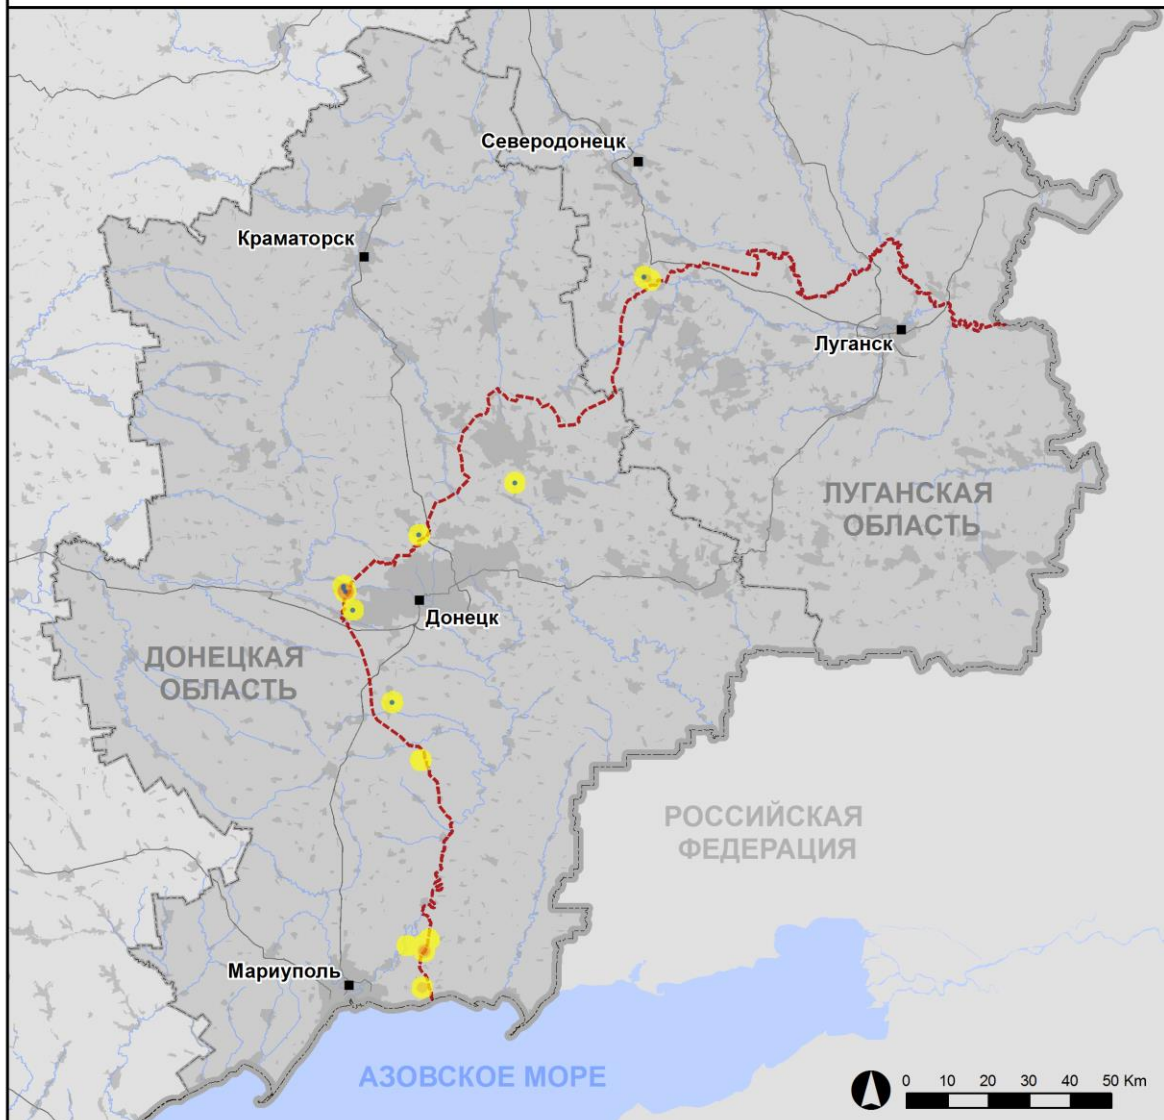 Северодонецк
Краматорск
Луганск
ЛУГАНСКАЯ
ОБЛАСТЬ
Донецк
ДОНЕЦКАЯ
ОБЛАСТЬ
РОССИЙСКАЯ
ФЕДЕРАЦИЯ
Мариуполь
АЗОВСКОЕ МОРЕ
0 10 20 30 40 50 Km